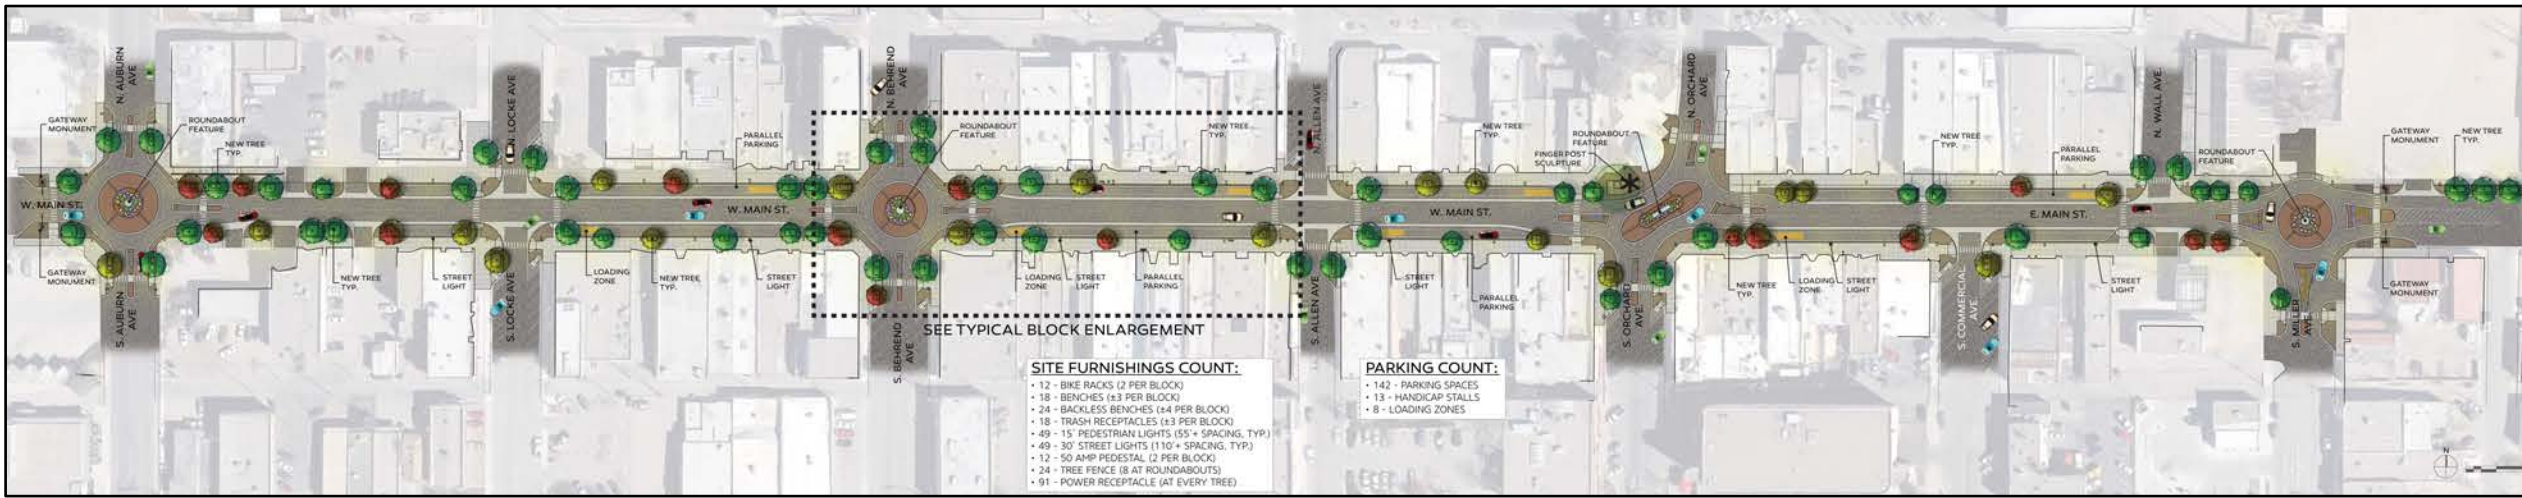 N. AUBURN
AVE
GATEWAY
MONUMENT
ROUNDABOUT
FEATURE
NEW TREE
TYP.
W. MAIN ST.
GATEWAY
MONUMENT
S. AUBURN
AVE
NEW TREE
TYP.
STREET
LIGHT
N. LOCKE AVE
S. LOCKE AVE
PARALLEL
PARKING
W. MAIN ST.
LOADING
ZONE
NEW TREE
TYP.
STREET
LIGHT
N. BEHREND
AVE
ROUNDABOUT
FEATURE
NEW TREE
TYP.
LOADING
ZONE
STREET
LIGHT
PARALLEL
PARKING
S. BEHREND
AVE
SEE TYPICAL BLOCK ENLARGEMENT
N. ALLEN AVE
S. ALLEN AVE
NEW TREE
TYP.
ROUNDABOUT
FEATURE
FINGER POST
SCULPTURE
W. MAIN ST.
STREET
LIGHT
PARALLEL
PARKING
N. ORCHARD
AVE.
S. ORCHARD
AVE.
NEW TREE
TYP.
PARALLEL
PARKING
E. MAIN ST.
NEW TREE
TYP.
LOADING
ZONE
STREET
LIGHT
S. COMMERCIAL
AVE.
STREET
LIGHT
N. WALL AVE.
ROUNDABOUT
FEATURE
S. MILLER
AVE.
GATEWAY
MONUMENT
NEW TREE
TYP.
GATEWAY
MONUMENT
SITE FURNISHINGS COUNT:
• 12 - BIKE RACKS (2 PER BLOCK)
• 18 - BENCHES (±3 PER BLOCK)
• 24 - BACKLESS BENCHES (±4 PER BLOCK)
• 18 - TRASH RECEPTACLES (±3 PER BLOCK)
• 49 - 15' PEDESTRIAN LIGHTS (55'+ SPACING, TYP.)
• 49 - 30' STREET LIGHTS (110'+ SPACING, TYP.)
• 12 - 50 AMP PEDESTAL (2 PER BLOCK)
• 24 - TREE FENCE (8 AT ROUNDABOUTS)
• 91 - POWER RECEPTACLE (AT EVERY TREE)
PARKING COUNT:
• 142 - PARKING SPACES
• 13 - HANDICAP STALLS
• 8 - LOADING ZONES
N